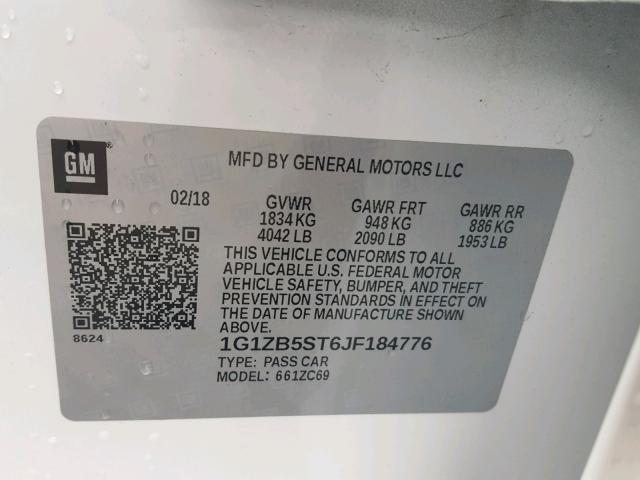 GM®
MFD BY GENERAL MOTORS LLC
02/18 GVWR GAWR FRT GAWR RR
1834 KG 948 KG 886 KG
4042 LB 2090 LB 1953 LB
THIS VEHICLE CONFORMS TO ALL
APPLICABLE U.S. FEDERAL MOTOR
VEHICLE SAFETY, BUMPER, AND THEFT
PREVENTION STANDARDS IN EFFECT ON
THE DATE OF MANUFACTURE SHOWN
ABOVE.
8624
1G1ZB5ST6JF184776
TYPE: PASS CAR
MODEL: 661ZC69